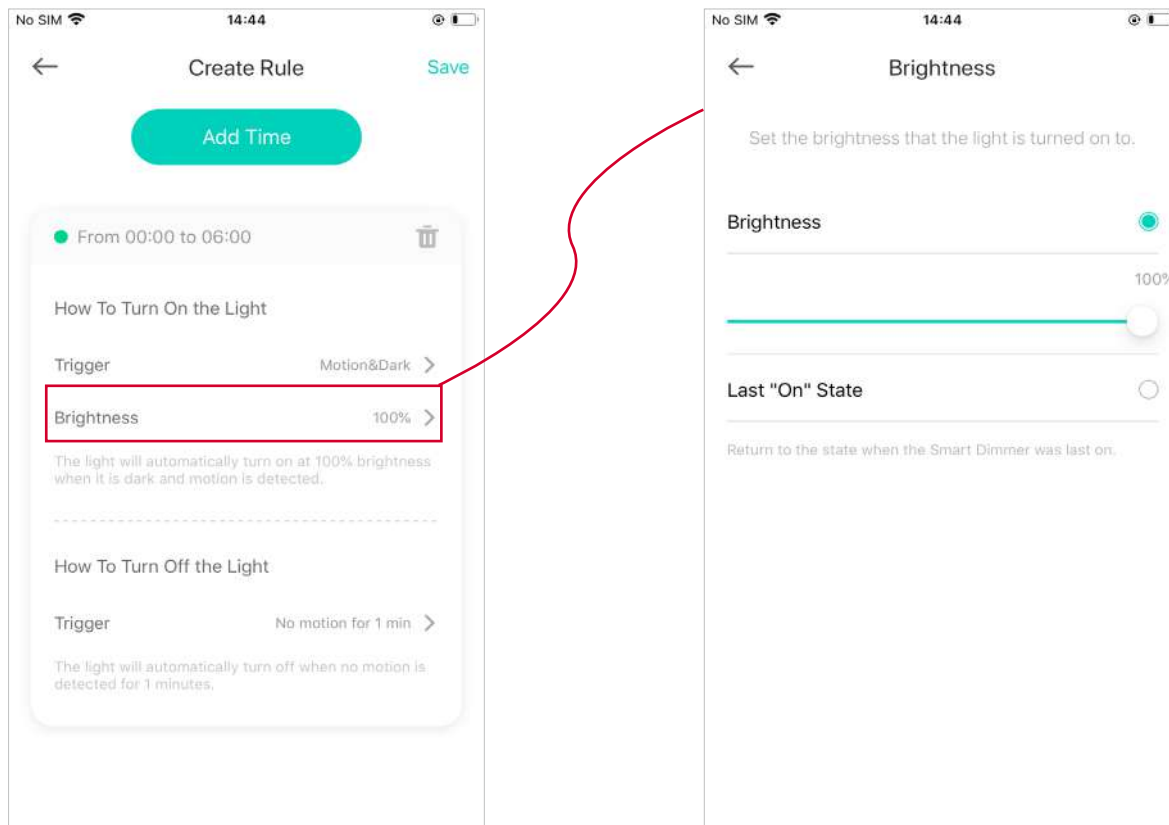 No SIM 14:44
Create Rule Save
Add Time
From 00:00 to 06:00
How To Turn On the Light
Trigger Motion&Dark
Brightness 100%
The light will automatically turn on at 100% brightness
when it is dark and motion is detected.
How To Turn Off the Light
Trigger No motion for 1 min
The light will automatically turn off when no motion is
detected for 1 minutes.
No SIM 14:44
Brightness
Set the brightness that the light is turned on to.
Brightness
100%
Last "On" State
Return to the state when the Smart Dimmer was last on.